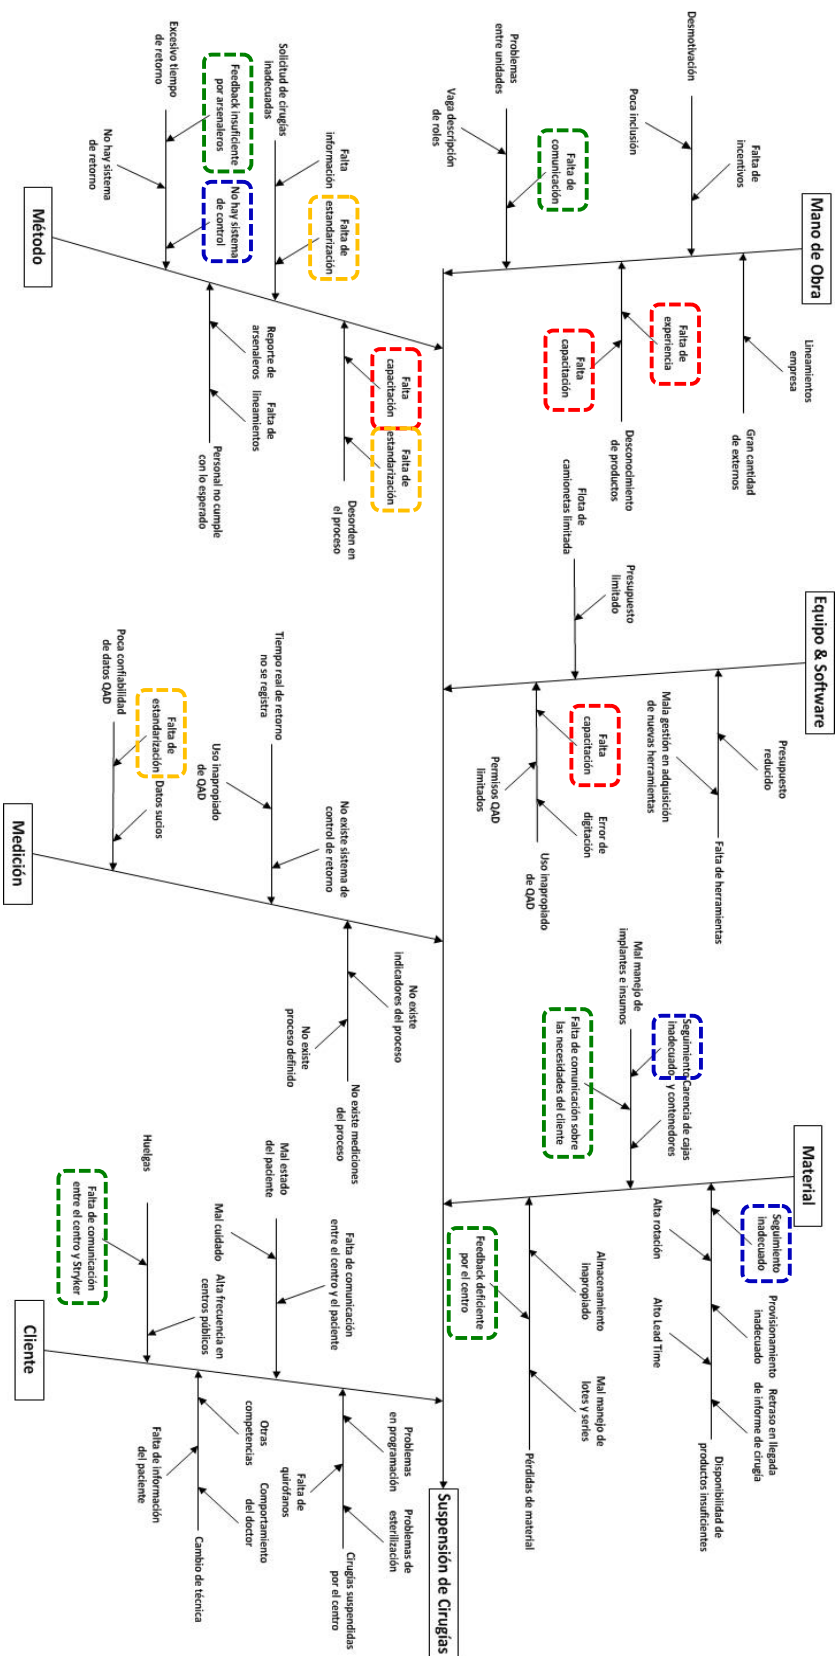 Mano de Obra
Desmotivación
Falta de
incentivos
Poca inclusión
Problemas
entre unidades
Falta de
comunicación
Vaga descripción
de roles
Lineamientos
empresa
Gran cantidad
de externos
Falta de
experiencia
Falta
capacitación
Desconocimiento
de productos
Equipo & Software
Flota de
camionetas limitada
Presupuesto
limitado
Presupuesto
reducido
Mala gestión en adquisición
de nuevas herramientas
Falta de herramientas
Falta
capacitación
Permisos QAD
limitados
Error de
digitación
Uso inapropiado
de QAD
Material
Mal manejo de
implantes e insumos
Seguimiento
inadecuado
Carencia de cajas
y contenedores
Falta de comunicación sobre
las necesidades del cliente
Seguimiento
inadecuado
Alta rotación
Provisionamiento
inadecuado
Alto Lead Time
Retraso en llegada
de informe de cirugía
Disponibilidad de
productos insuficientes
Feedback deficiente
por el centro
Almacenamiento
inapropiado
Mal manejo de
lotes y series
Pérdidas de material
Suspensión de Cirugías
Método
Excesivo tiempo
de retorno
Feedback insuficiente
por arsenaleros
No hay sistema
de retorno
No hay sistema
de control
Solicitud de cirugías
inadecuadas
Falta
información
Falta de
estandarización
Falta
capacitación
Falta de
estandarización
Desorden en
el proceso
Reporte de
arsenaleros
Falta de
lineamientos
Personal no cumple
con lo esperado
Medición
Tiempo real de retorno
no se registra
Uso inapropiado
de QAD
No existe sistema de
control de retorno
Poca confiabilidad
de datos QAD
Falta de
estandarización
Datos sucios
No existe
indicadores del proceso
No existe
proceso definido
No existe mediciones
del proceso
Cliente
Mal estado
del paciente
Mal cuidado
Falta de comunicación
entre el centro y el paciente
Huelgas
Falta de comunicación
entre el centro y Stryker
Alta frecuencia en
centros públicos
Problemas
en programación
Falta de
quirófanos
Problemas de
esterilización
Cirugías suspendidas
por el centro
Otras
competencias
Falta de información
del paciente
Comportamiento
del doctor
Cambio de técnica